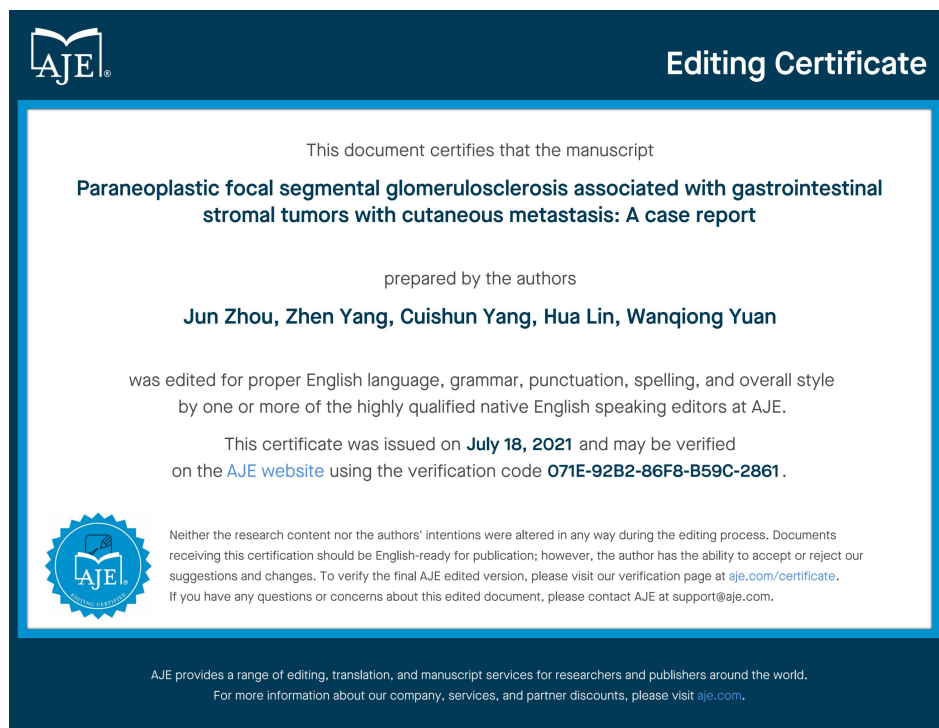 AJE®
Editing Certificate
This document certifies that the manuscript
Paraneoplastic focal segmental glomerulosclerosis associated with gastrointestinal
stromal tumors with cutaneous metastasis: A case report
prepared by the authors
Jun Zhou, Zhen Yang, Cuishun Yang, Hua Lin, Wanqiong Yuan
was edited for proper English language, grammar, punctuation, spelling, and overall style
by one or more of the highly qualified native English speaking editors at AJE.
This certificate was issued on July 18, 2021 and may be verified
on the AJE website using the verification code 071E-92B2-86F8-B59C-2861.
AJE®
EDITING CERTIFIED
Neither the research content nor the authors' intentions were altered in any way during the editing process. Documents
receiving this certification should be English-ready for publication; however, the author has the ability to accept or reject our
suggestions and changes. To verify the final AJE edited version, please visit our verification page at aje.com/certificate.
If you have any questions or concerns about this edited document, please contact AJE at support@aje.com.
AJE provides a range of editing, translation, and manuscript services for researchers and publishers around the world.
For more information about our company, services, and partner discounts, please visit aje.com.